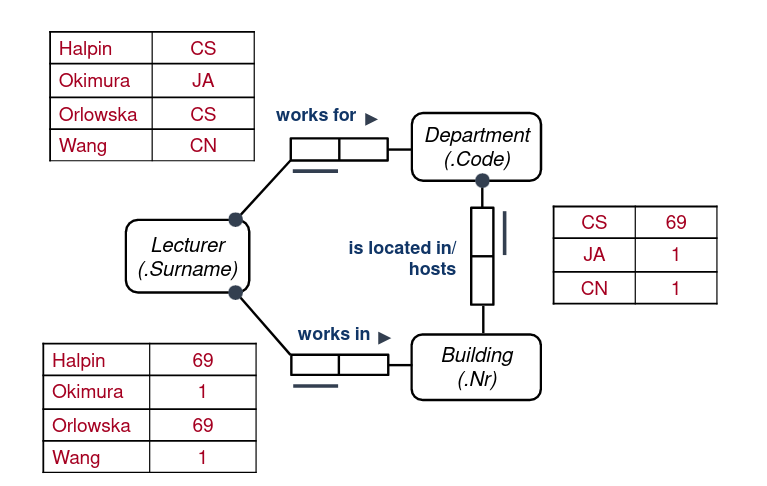 Halpin CS
Okimura JA
Orlowska CS
Wang CN
works for ▶
Department
(.Code)
Lecturer
(.Surname)
is located in/
hosts
CS 69
JA 1
CN 1
works in ▶
Building
(.Nr)
Halpin 69
Okimura 1
Orlowska 69
Wang 1